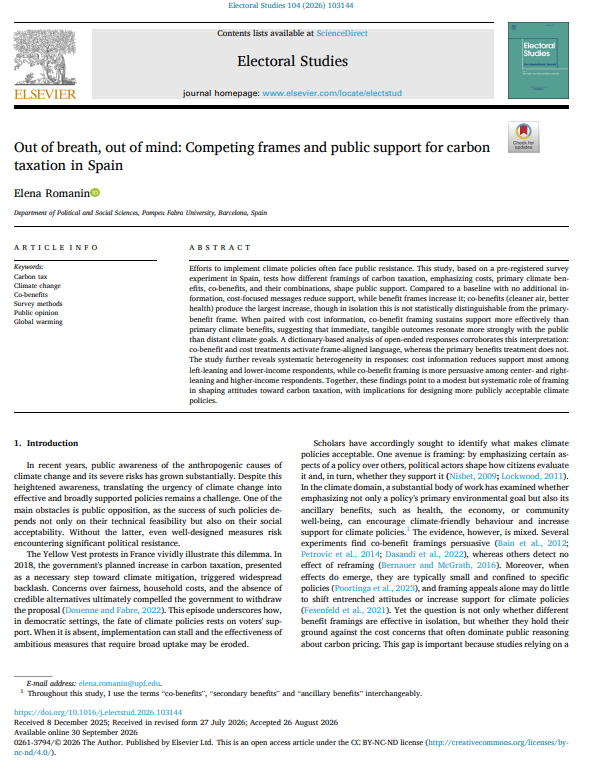 Electoral Studies 104 (2026) 103144
Contents lists available at ScienceDirect
Electoral Studies
journal homepage: www.elsevier.com/locate/electstud
ELSEVIER
Electoral
Studies
Check for
updates
Out of breath, out of mind: Competing frames and public support for carbon
taxation in Spain
Elena Romanin
Department of Political and Social Sciences, Pompeu Fabra University, Barcelona, Spain
ARTICLE INFO
Keywords:
Carbon tax
Climate change
Co-benefits
Survey methods
Public opinion
Global warming
ABSTRACT
Efforts to implement climate policies often face public resistance. This study, based on a pre-registered survey
experiment in Spain, tests how different framings of carbon taxation, emphasizing costs, primary climate ben-
efits, co-benefits, and their combinations, shape public support. Compared to a baseline with no additional in-
formation, cost-focused messages reduce support, while benefit frames increase it; co-benefits (cleaner air, better
health) produce the largest increase, though in isolation this is not statistically distinguishable from the primary-
benefit frame. When paired with cost information, co-benefit framing sustains support more effectively than
primary climate benefits, suggesting that immediate, tangible outcomes resonate more strongly with the public
than distant climate goals. A dictionary-based analysis of open-ended responses corroborates this interpretation:
co-benefit and cost treatments activate frame-aligned language, whereas the primary benefits treatment does not.
The study further reveals systematic heterogeneity in responses: cost information reduces support most among
left-leaning and lower-income respondents, while co-benefit framing is more persuasive among center- and right-
leaning and higher-income respondents. Together, these findings point to a modest but systematic role of framing
in shaping attitudes toward carbon taxation, with implications for designing more publicly acceptable climate
policies.
1. Introduction
In recent years, public awareness of the anthropogenic causes of
climate change and its severe risks has grown substantially. Despite this
heightened awareness, translating the urgency of climate change into
effective and broadly supported policies remains a challenge. One of the
main obstacles is public opposition, as the success of such policies de-
pends not only on their technical feasibility but also on their social
acceptance. Without the latter, even well-designed measures risk
encountering significant political resistance.
The Yellow Vest protests in France vividly illustrate this dilemma. In
2018, the government's planned increase in carbon taxation, presented
as a necessary step toward climate mitigation, triggered widespread
backlash. Concerns over fairness, household costs, and the absence of
credible alternatives ultimately compelled the government to withdraw
the proposal (Douenne and Fabre, 2022). This episode underscores how,
in democratic settings, the fate of climate policies rests on voters' sup-
port. When it is absent, implementation can stall and the effectiveness of
ambitious measures that require broad uptake may be eroded.
Scholars have accordingly sought to identify what makes climate
policies acceptable. One avenue is framing: by emphasizing certain as-
pects of a policy over others, political actors shape how citizens evaluate
it and, in turn, whether they support it (Nisbet, 2009; Lockwood, 2011).
In the climate domain, a substantial body of work has examined whether
emphasizing not only a policy's primary environmental goal but also its
ancillary benefits, such as health, the economy, or community
well-being, can encourage climate-friendly behaviour and increase
support for climate policies.1 The evidence, however, is mixed. Several
experiments find co-benefit framings persuasive (Bain et al., 2012;
Petrovic et al., 2014; Dasandi et al., 2022), whereas others detect no
effect of reframing (Bernauer and McGrath, 2016). Moreover, when
effects do emerge, they are typically small and confined to specific
policies (Poortinga et al., 2023), and framing appeals alone may do little
to shift entrenched attitudes or increase support for climate policies
(Fesenfeld et al., 2021). Yet the question is not only whether different
benefit framings are effective in isolation, but whether they hold their
ground against the cost concerns that often dominate public reasoning
about carbon pricing. This gap is important because studies relying on a
E-mail address: elena.romanin@upf.edu.
1 Throughout this study, I use the terms “co-benefits”, “secondary benefits” and “ancillary benefits” interchangeably.
https://doi.org/10.1016/j.electstud.2026.103144
Received 8 December 2025; Received in revised form 27 July 2026; Accepted 26 August 2026
Available online 30 September 2026
0261-3794/© 2026 The Author. Published by Elsevier Ltd. This is an open access article under the CC BY-NC-ND license (http://creativecommons.org/licenses/by-
nc-nd/4.0/).